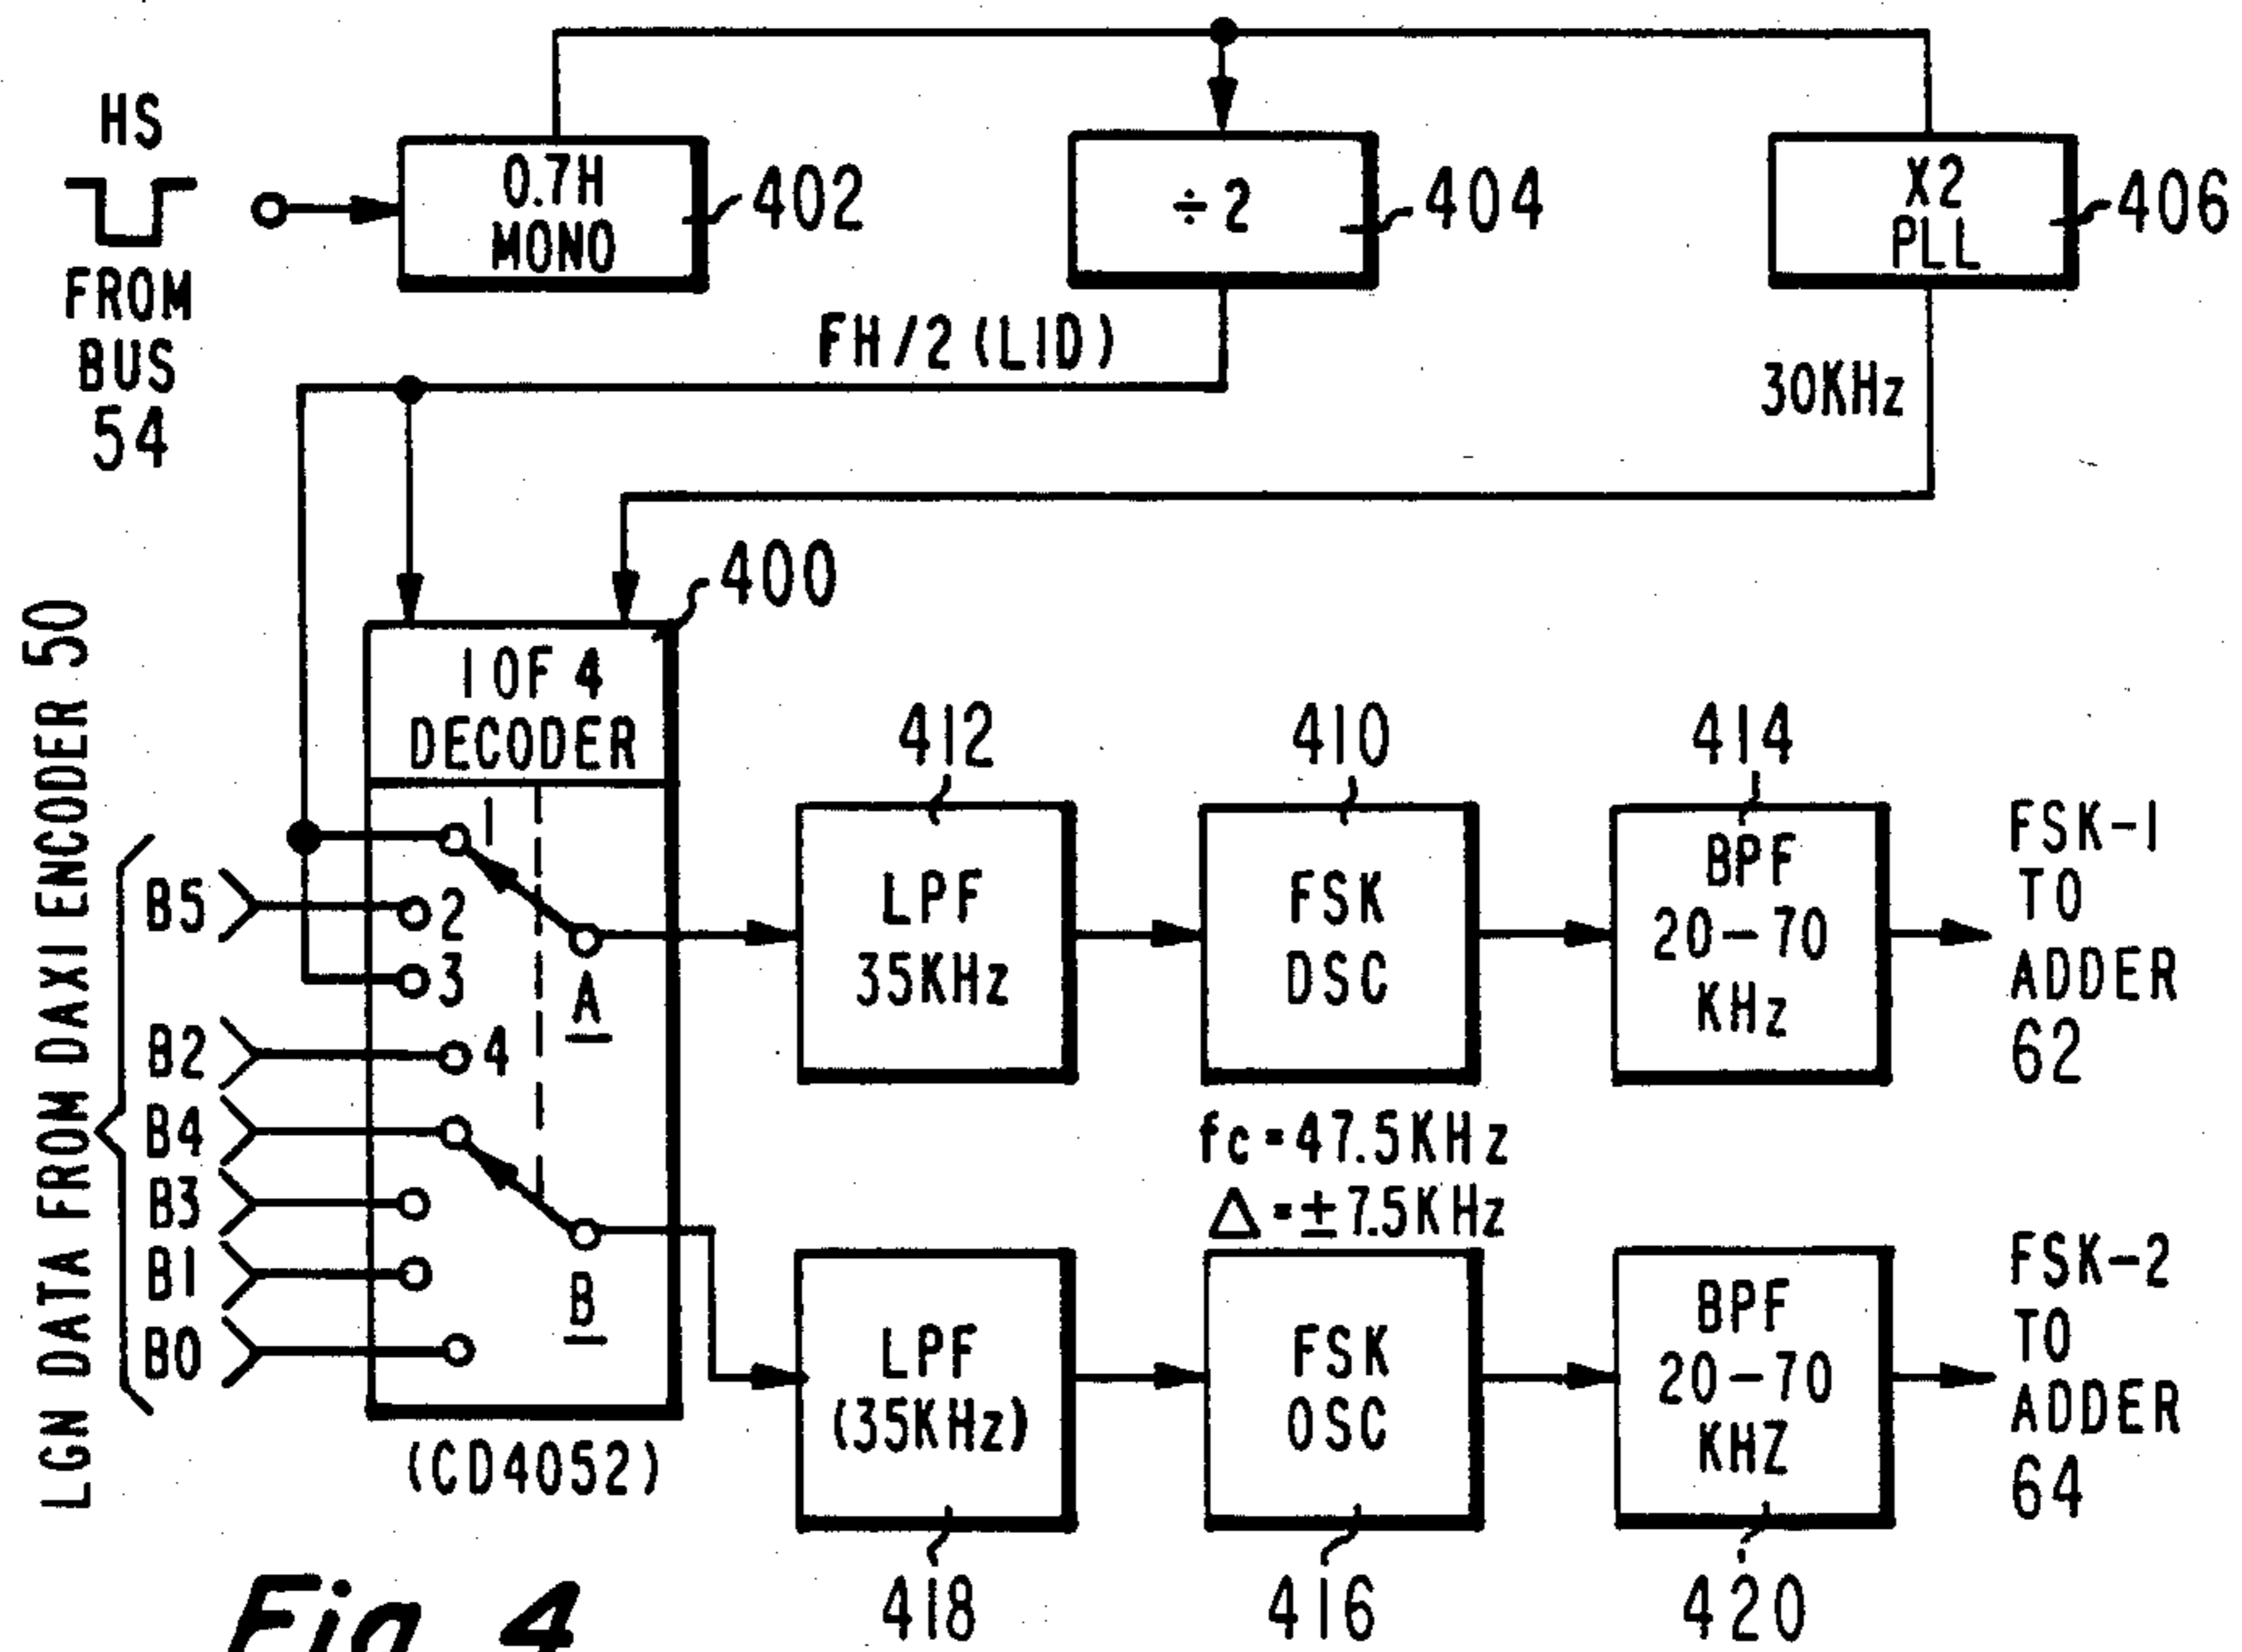 HS
FROM
BUS
54
0.7H
MONO
402
÷2
404
X2
PLL
406
FH/2 (LID)
30KHz
400
1 OF 4
DECODER
LGN DATA FROM DAXI ENCODER 50
B5
B2
B4
B3
B1
B0
1
2
3
4
A
B
(CD4052)
412
LPF
35KHz
410
FSK
DSC
414
BPF
20-70
KHz
FSK-1
TO
ADDER
62
fc=47.5KHz
Δ=±7.5KHz
LPF
(35KHz)
418
FSK
OSC
416
BPF
20-70
KHZ
420
FSK-2
TO
ADDER
64
Fig. 4